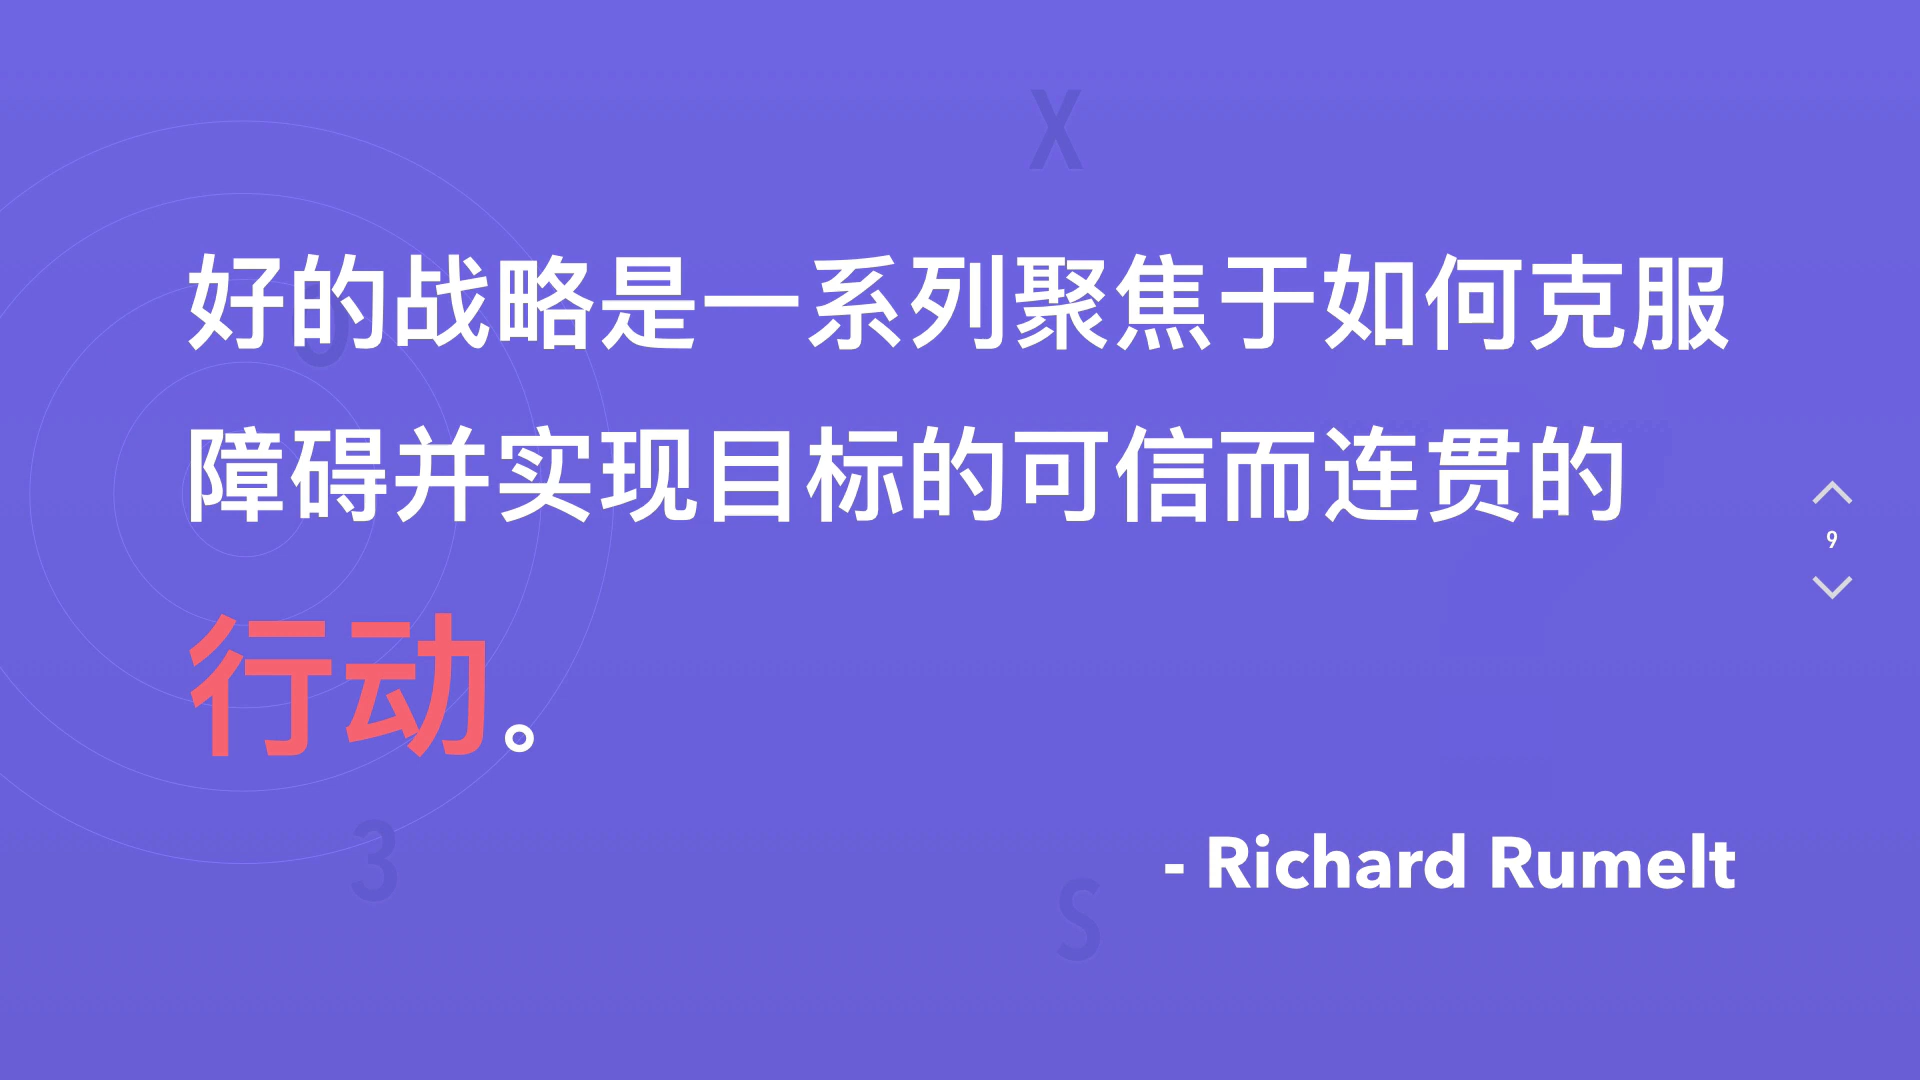 X
好的战略是一系列聚焦于如何克服
障碍并实现目标的可信而连贯的
9
行动。
- Richard Rumelt
3
S